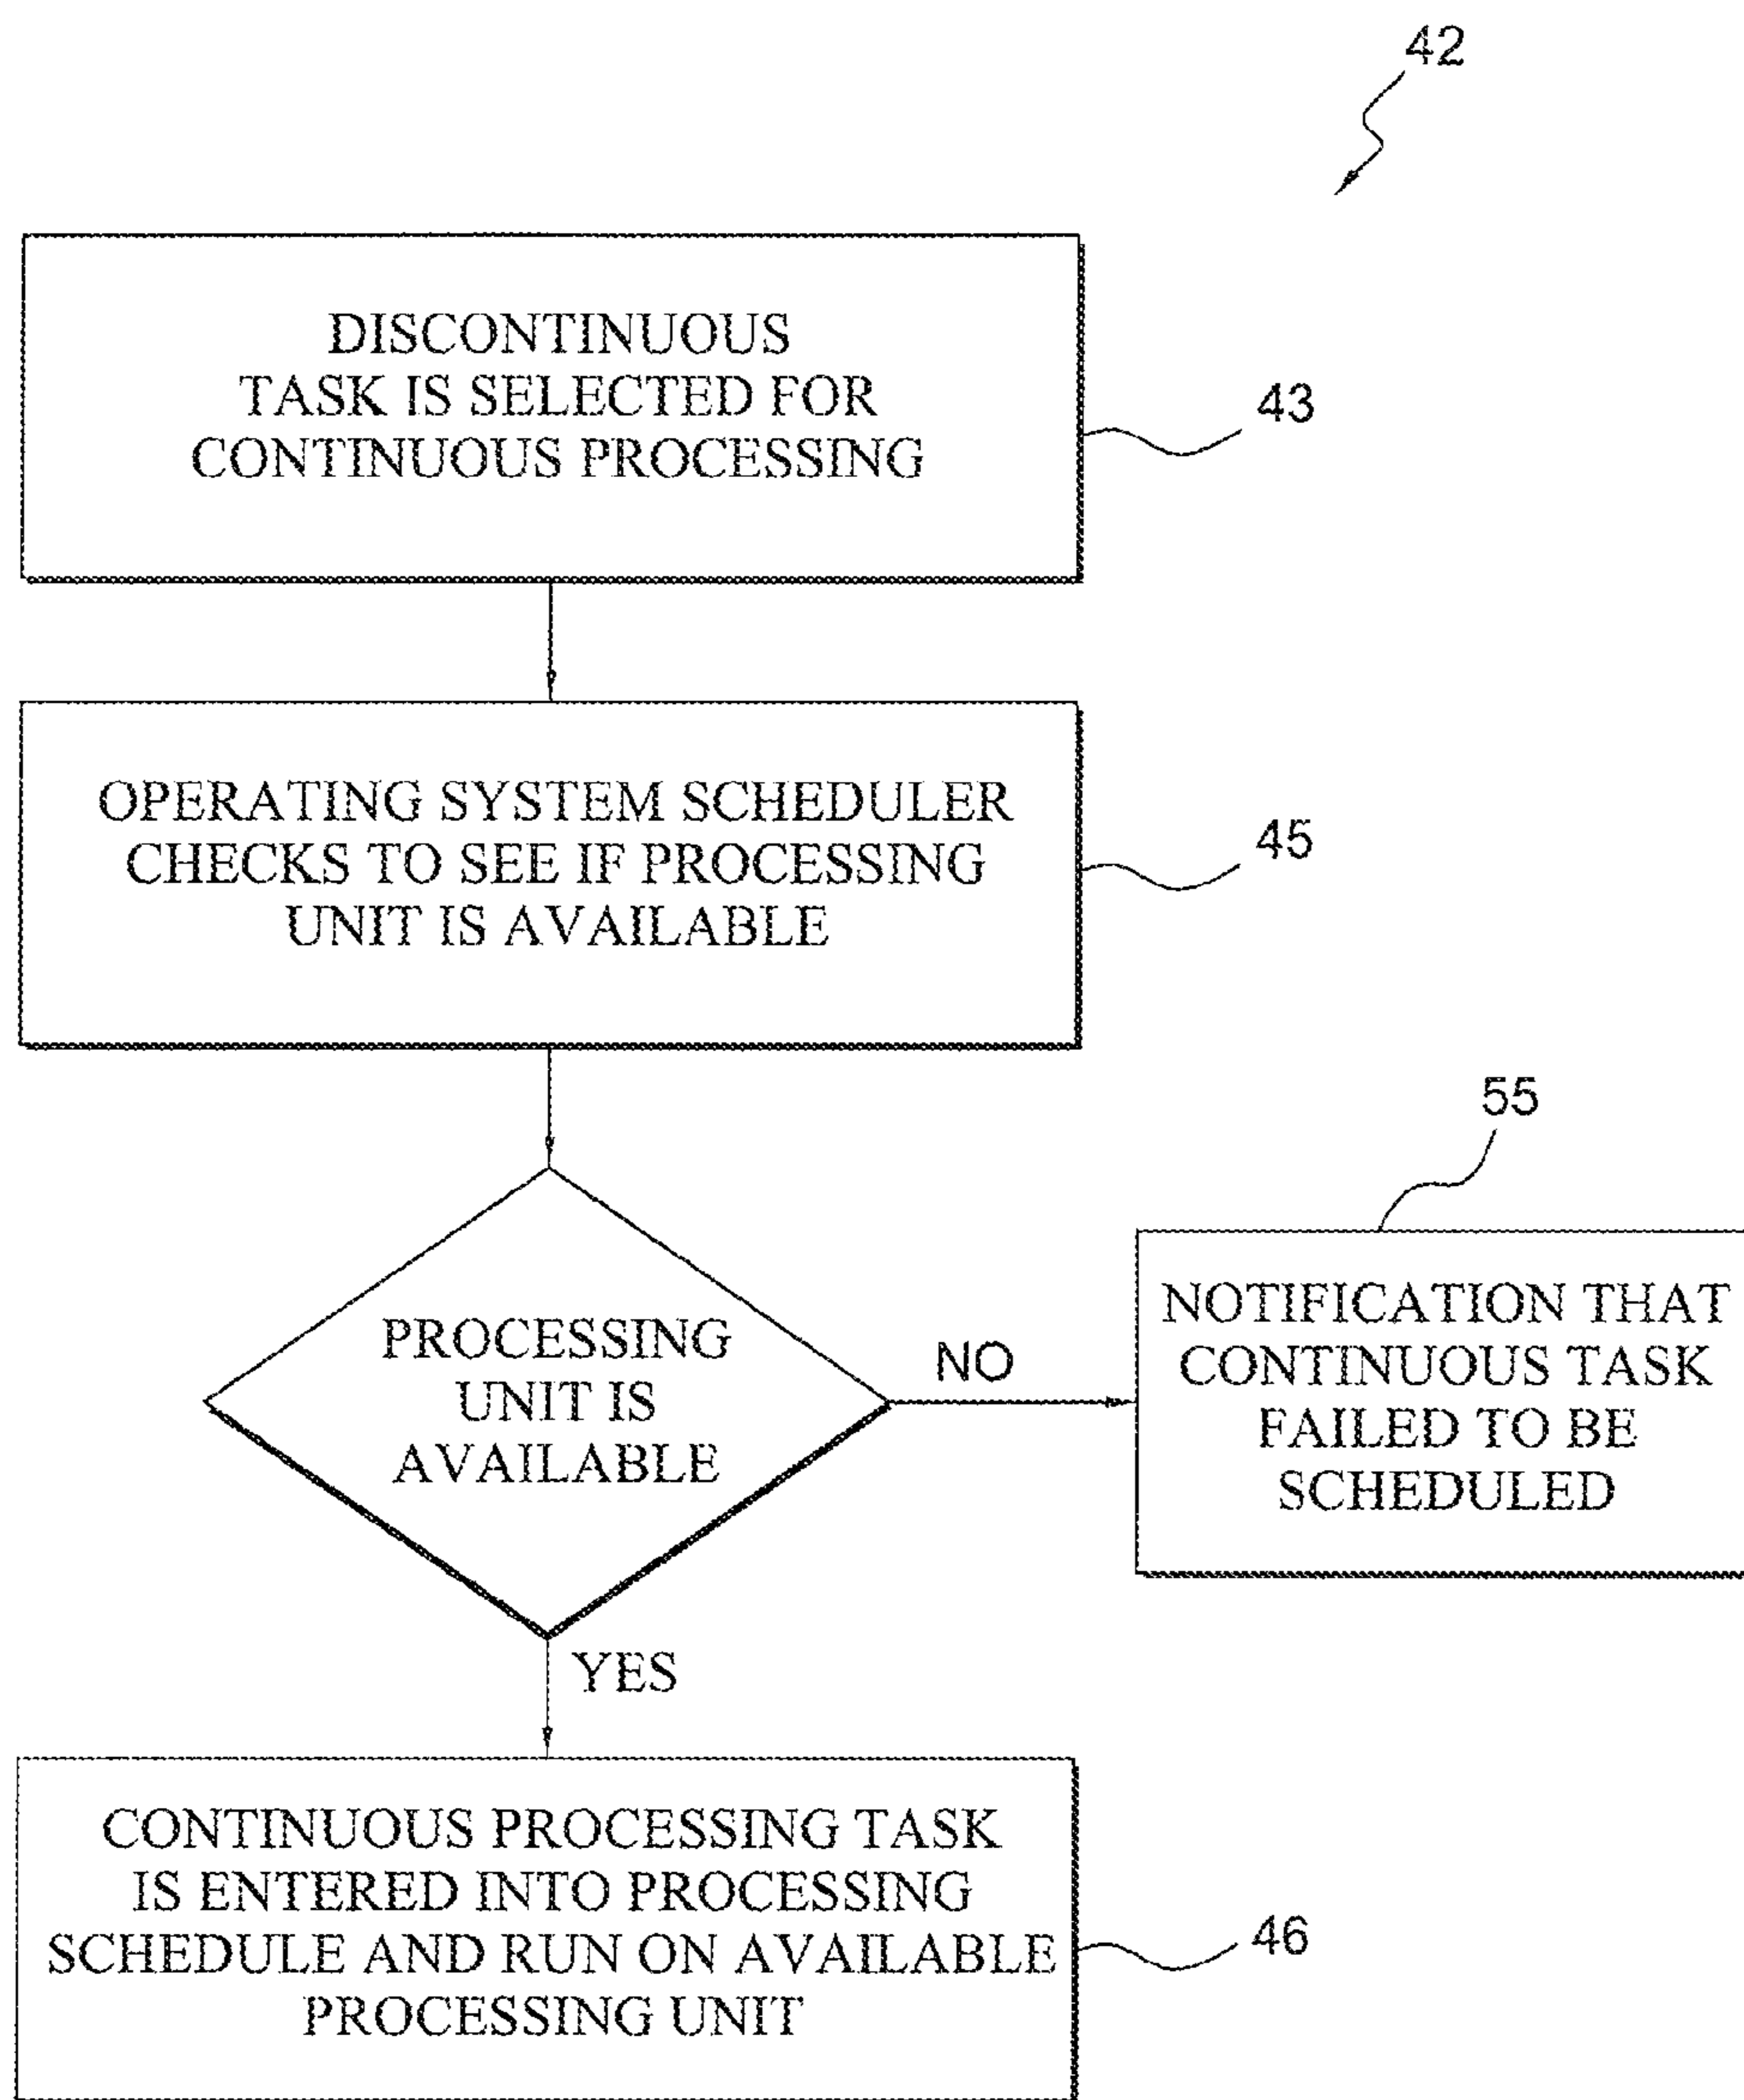 42
DISCONTINUOUS
TASK IS SELECTED FOR
CONTINUOUS PROCESSING
43
OPERATING SYSTEM SCHEDULER
CHECKS TO SEE IF PROCESSING
UNIT IS AVAILABLE
45
PROCESSING
UNIT IS
AVAILABLE
NO
55
NOTIFICATION THAT
CONTINUOUS TASK
FAILED TO BE
SCHEDULED
YES
CONTINUOUS PROCESSING TASK
IS ENTERED INTO PROCESSING
SCHEDULE AND RUN ON AVAILABLE
PROCESSING UNIT
46